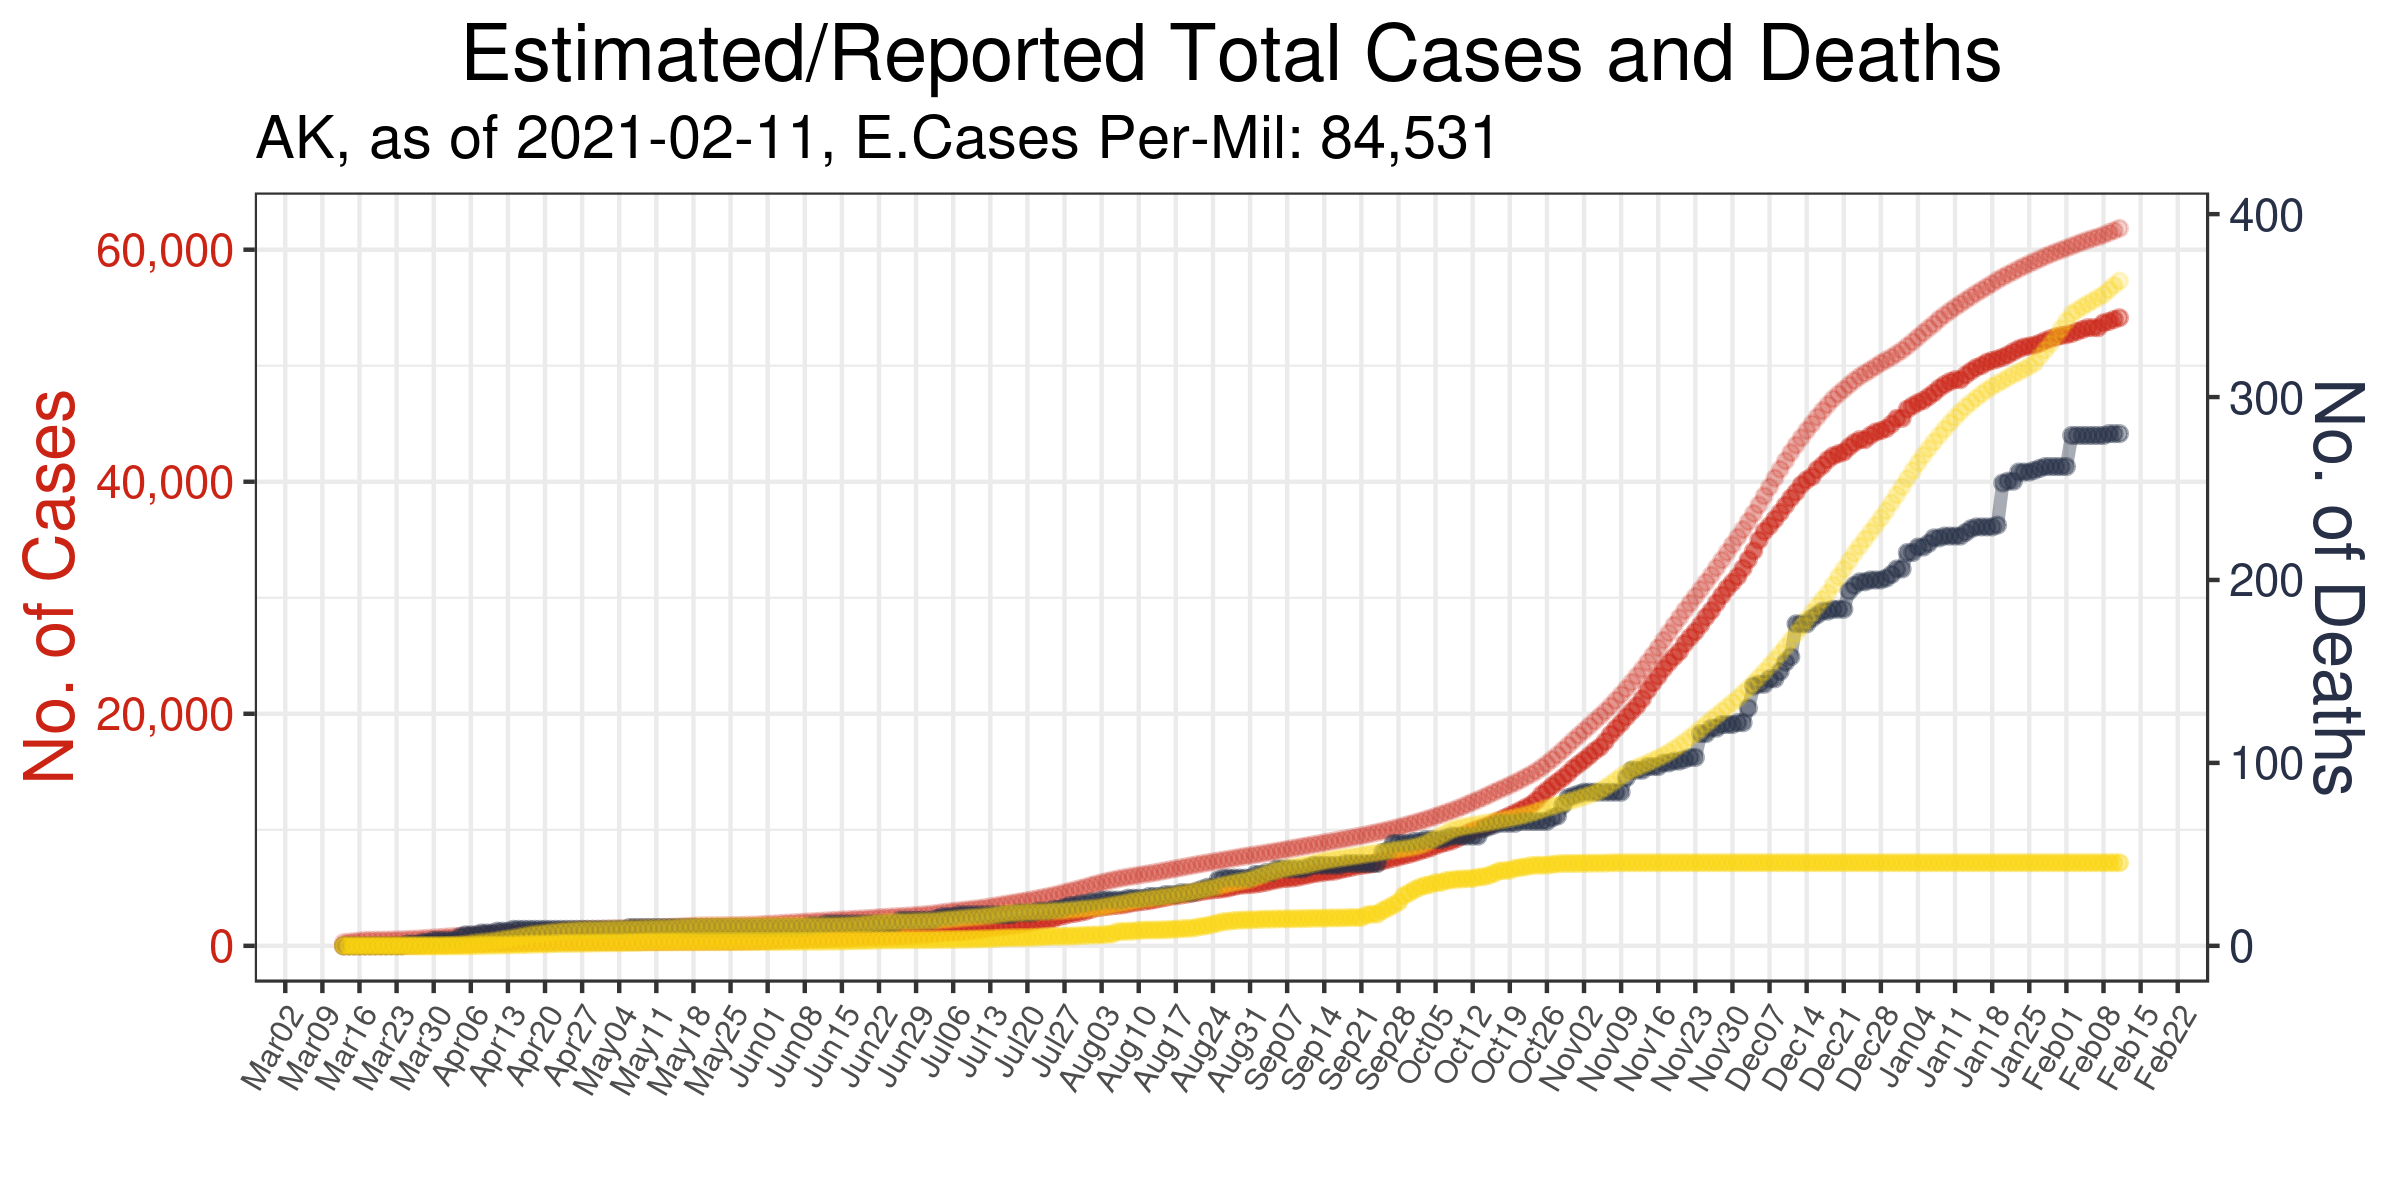 Estimated/Reported Total Cases and Deaths
AK, as of 2021-02-11, E.Cases Per-Mil: 84,531
No. of Cases
60,000
40,000
20,000
0
400
300
200
100
0
No. of Deaths
Mar02 Mar09 Mar16 Mar23 Mar30 Apr06 Apr13 Apr20 Apr27 May04 May11 May18 May25 Jun01 Jun08 Jun15 Jun22 Jun29 Jul06 Jul13 Jul20 Jul27 Aug03 Aug10 Aug17 Aug24 Aug31 Sep07 Sep14 Sep21 Sep28 Oct05 Oct12 Oct19 Oct26 Nov02 Nov09 Nov16 Nov23 Nov30 Dec07 Dec14 Dec21 Dec28 Jan04 Jan11 Jan18 Jan25 Feb01 Feb08 Feb15 Feb22